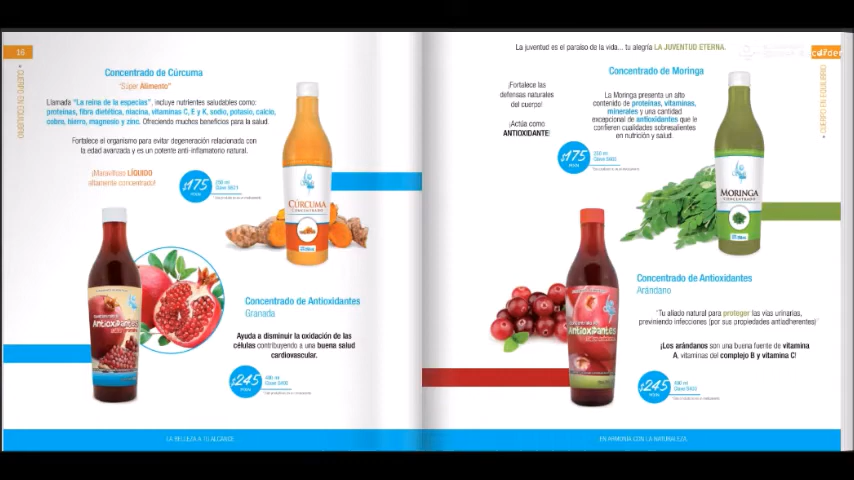 16
CUERPO EN EQUILIBRIO
Concentrado de Cúrcuma
"Súper Alimento"
Llamada "La reina de la especias", incluye nutrientes saludables como:
proteínas, fibra dietética, niacina, vitaminas C, E y K, sodio, potasio, calcio,
cobre, hierro, magnesio y zinc. Ofreciendo muchos beneficios para la salud.
Fortalece el organismo para evitar degeneración relacionada con
la edad avanzada y es un potente anti-inflamatorio natural.
¡Maravilloso LÍQUIDO
altamente concentrado!
$175
CÚRCUMA
CONCENTRADO
AntioxiDantes
Concentrado de Antioxidantes
Granada
Ayuda a disminuir la oxidación de las
células contribuyendo a una buena salud
cardiovascular.
$245
LA BELLEZA A TU ALCANCE
La juventud es el paraíso de la vida... tu alegría LA JUVENTUD ETERNA.
CUERPO EN EQUILIBRIO
Concentrado de Moringa
¡Fortalece las
defensas naturales
del cuerpo!
¡Actúa como
ANTIOXIDANTE!
La Moringa presenta un alto
contenido de proteínas, vitaminas,
minerales y una cantidad
excepcional de antioxidantes que le
confieren cualidades sobresalientes
en nutrición y salud.
$175
MORINGA
CONCENTRADO
AntioxiDantes
Concentrado de Antioxidantes
Arándano
"Tu aliado natural para proteger las vías urinarias,
previniendo infecciones (por sus propiedades antiadherentes)"
¡Los arándanos son una buena fuente de vitamina
A, vitaminas del complejo B y vitamina C!
$245
EN ARMONÍA CON LA NATURALEZA.